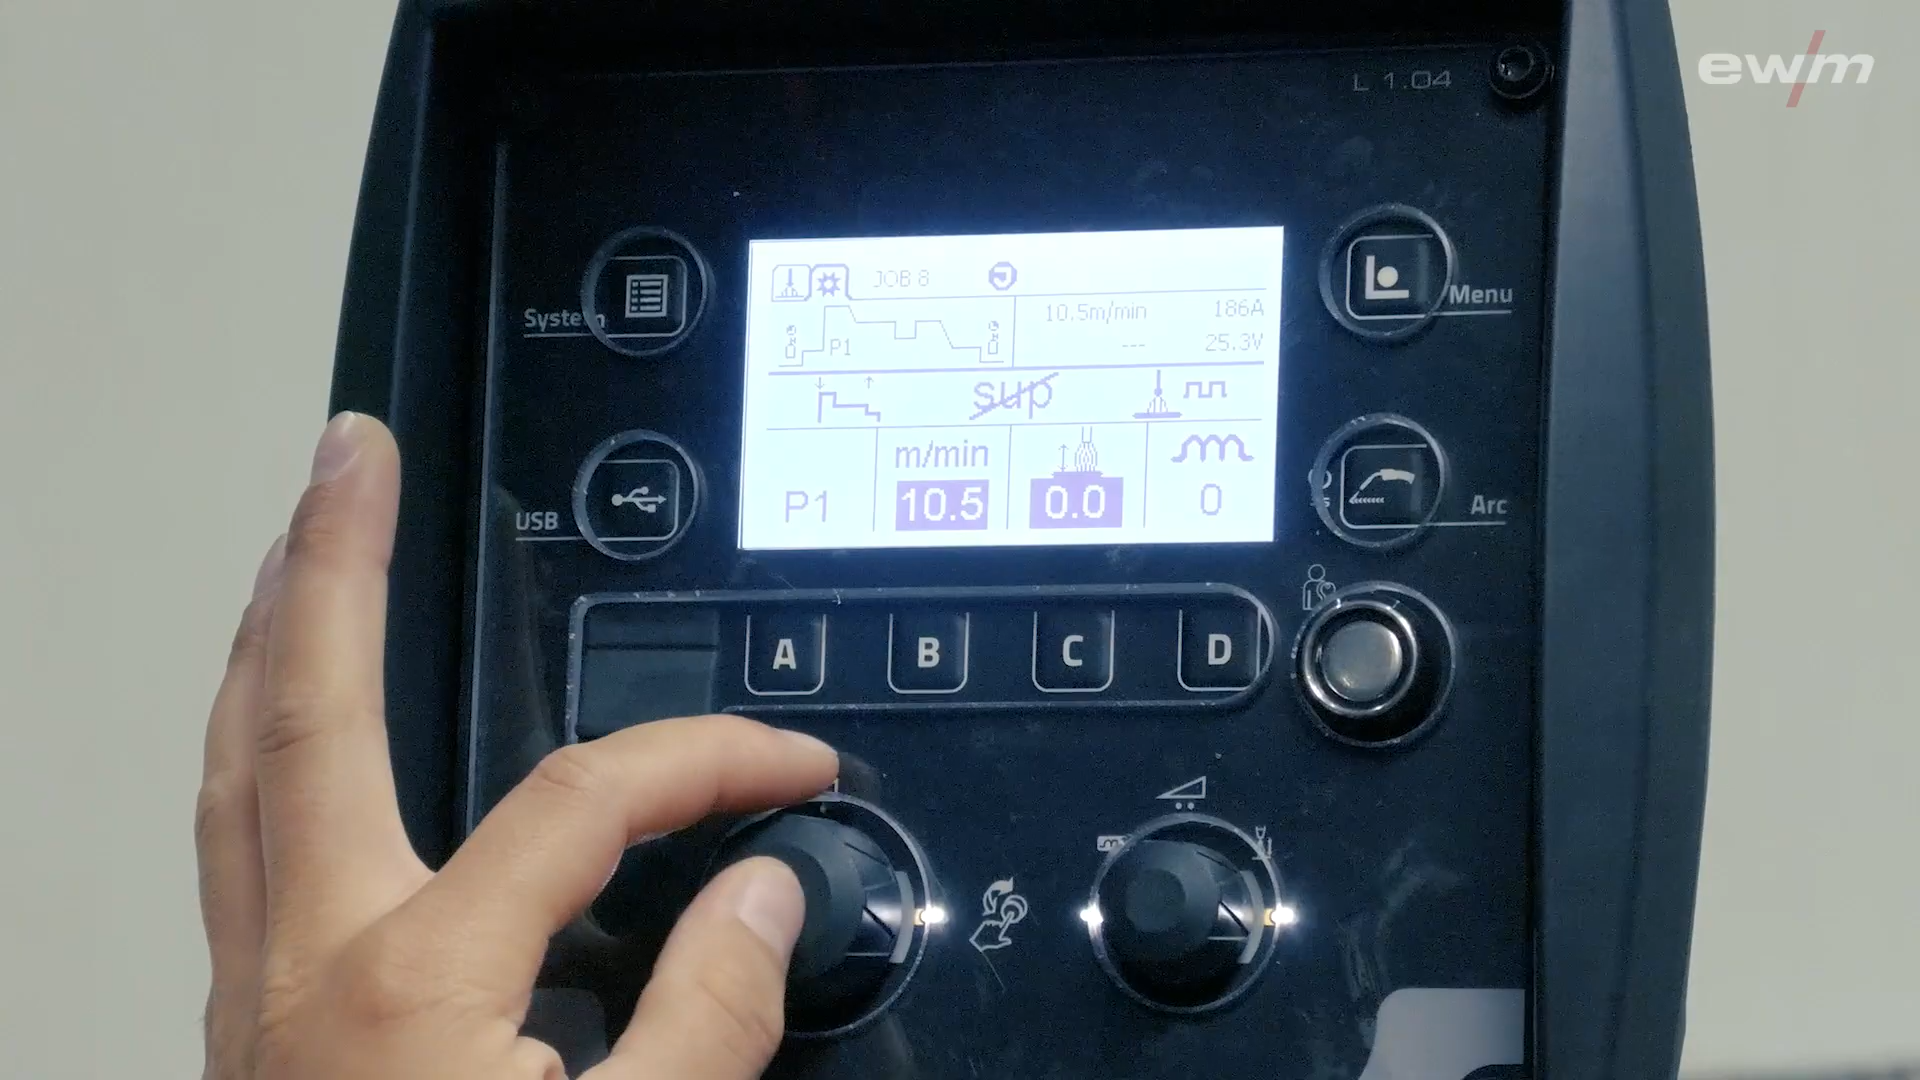 ewm
L 1.04
System
Menu
JOB 8
10.5m/min 186A
--- 25.3V
P1
sup
m/min
P1 10.5 0.0 0
USB
Arc
A B C D